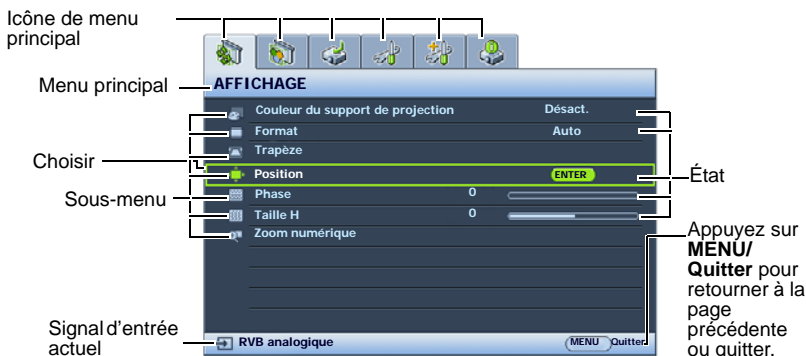 Icône de menu
principal
Menu principal
AFFICHAGE
Couleur du support de projection Désact.
Format Auto
Trapèze
Choisir
Position ENTER
État
Sous-menu
Phase 0
Taille H 0
Zoom numérique
Appuyez sur
MENU/
Quitter pour
retourner à la
page
précédente
ou quitter.
Signal d'entrée
actuel
RVB analogique MENU Quitter